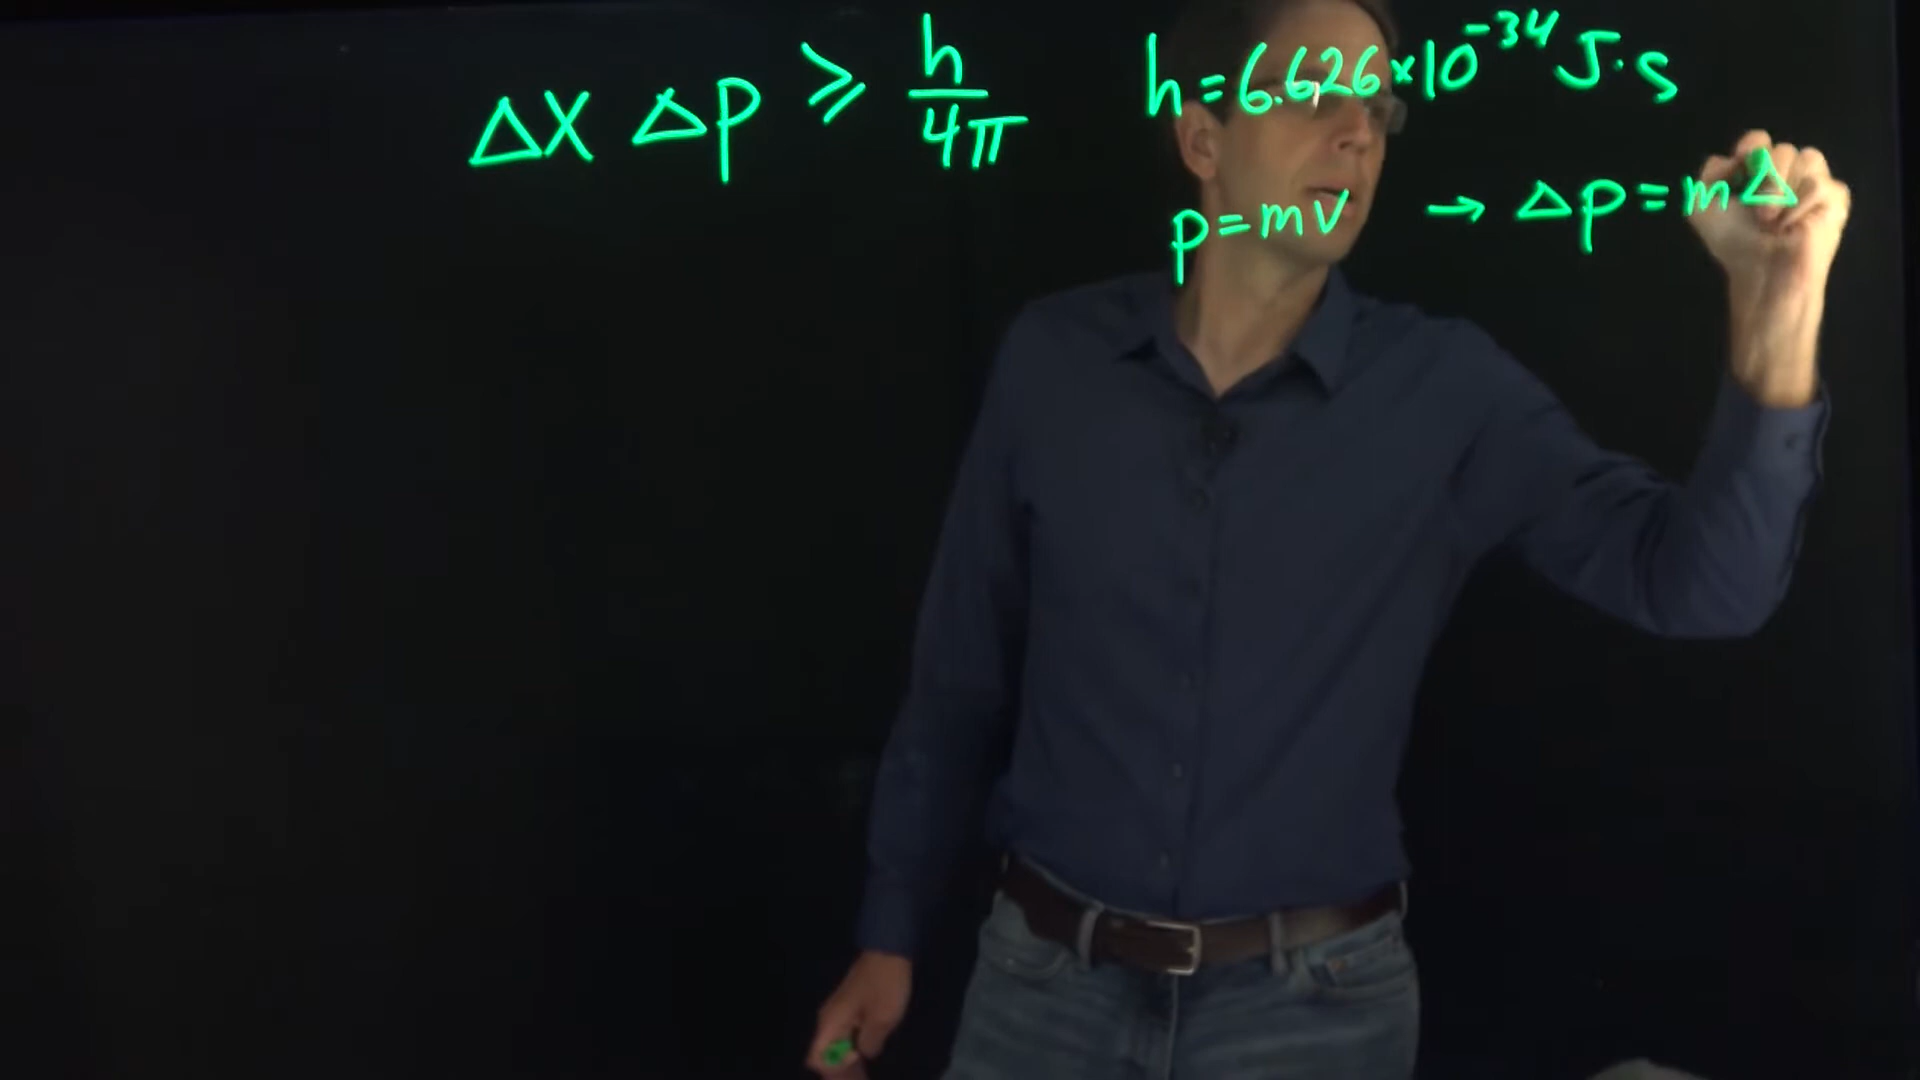 Δx Δp ≥ h/4π
h = 6.626×10⁻³⁴ J·s
p = mv → Δp = mΔ